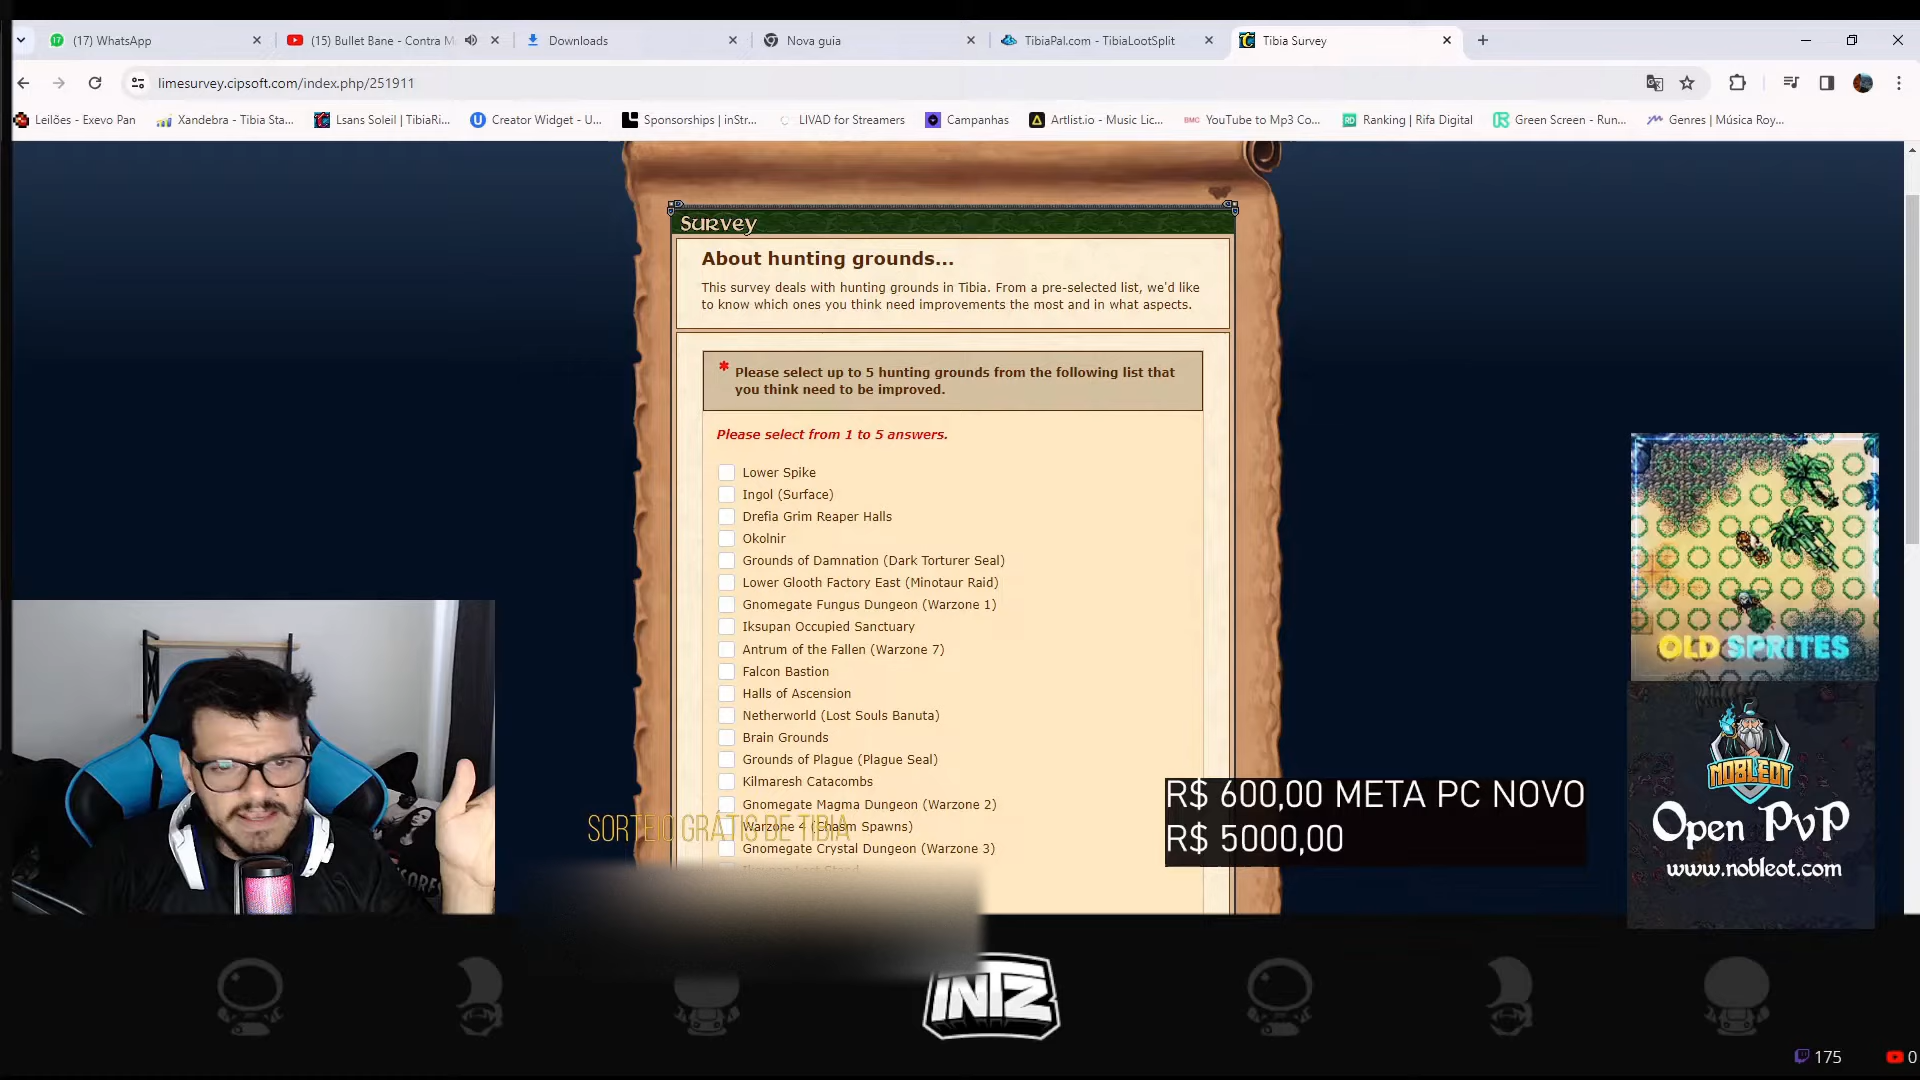 (17) WhatsApp
(15) Bullet Bane - Contra M
Downloads
Nova guia
TibiaPal.com - TibiaLootSplit
Tibia Survey
limesurvey.cipsoft.com/index.php/251911
Leilões - Exevo Pan
Xandebra - Tibia Sta...
Lsans Soleil | TibiaRi...
Creator Widget - U...
Sponsorships | inStr...
LIVAD for Streamers
Campanhas
Artlist.io - Music Lic...
YouTube to Mp3 Co...
Ranking | Rifa Digital
Green Screen - Run...
Genres | Música Roy...
Survey
About hunting grounds...
This survey deals with hunting grounds in Tibia. From a pre-selected list, we'd like
to know which ones you think need improvements the most and in what aspects.
* Please select up to 5 hunting grounds from the following list that
you think need to be improved.
Please select from 1 to 5 answers.
Lower Spike
Ingol (Surface)
Drefia Grim Reaper Halls
Okolnir
Grounds of Damnation (Dark Torturer Seal)
Lower Glooth Factory East (Minotaur Raid)
Gnomegate Fungus Dungeon (Warzone 1)
Iksupan Occupied Sanctuary
Antrum of the Fallen (Warzone 7)
Falcon Bastion
Halls of Ascension
Netherworld (Lost Souls Banuta)
Brain Grounds
Grounds of Plague (Plague Seal)
Kilmaresh Catacombs
Gnomegate Magma Dungeon (Warzone 2)
Warzone 4 (Chasm Spawns)
Gnomegate Crystal Dungeon (Warzone 3)
SORTEIO GRÁTIS DE TIBIA
R$ 600,00 META PC NOVO
R$ 5000,00
OLD SPRITES
NOBLEOT
Open PvP
www.nobleot.com
INTZ
175
0